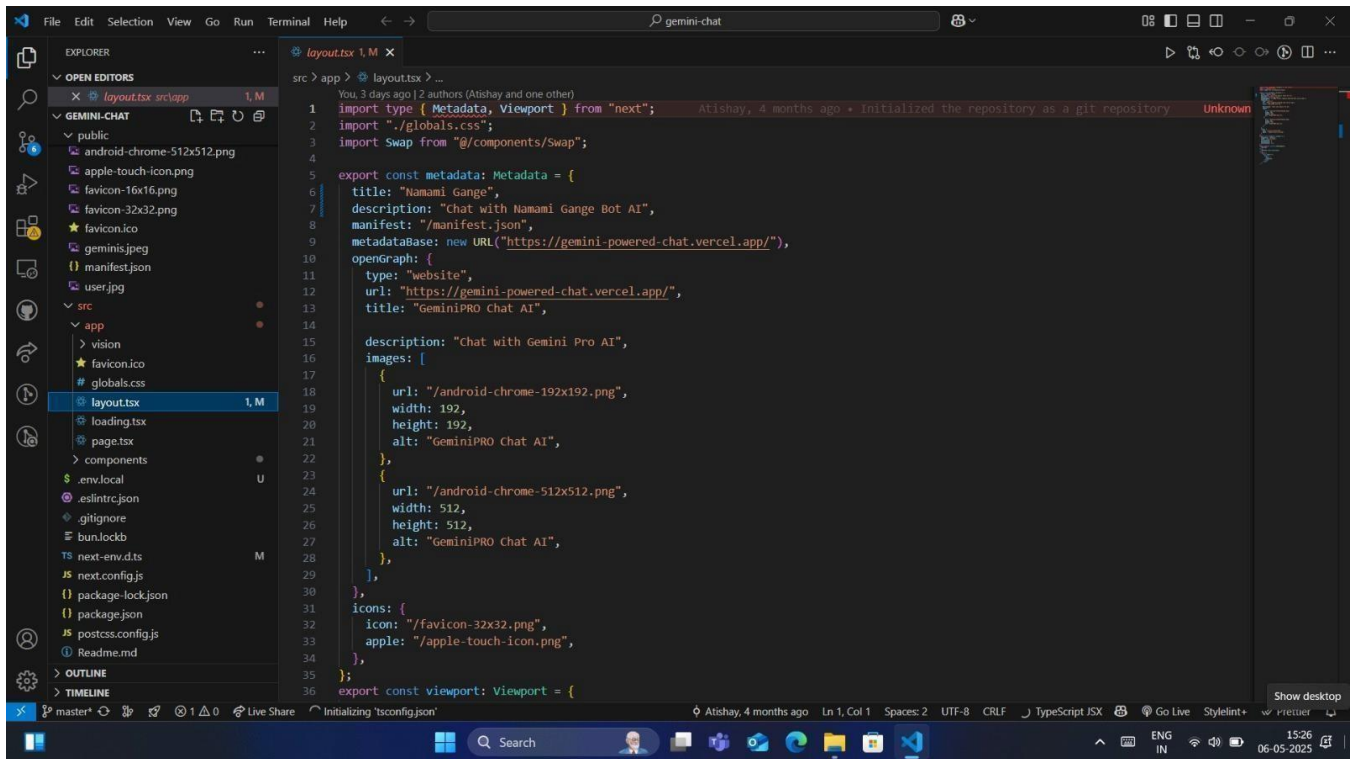 File Edit Selection View Go Run Terminal Help
gemini-chat
EXPLORER
layout.tsx 1, M
OPEN EDITORS
layout.tsx src\app 1, M
GEMINI-CHAT
public
android-chrome-512x512.png
apple-touch-icon.png
favicon-16x16.png
favicon-32x32.png
favicon.ico
geminis.jpeg
manifest.json
user.jpg
src
app
vision
favicon.ico
globals.css
layout.tsx 1, M
loading.tsx
page.tsx
components
.env.local U
.eslintrc.json
.gitignore
bun.lockb
TS next-env.d.ts M
JS next.config.js
package-lock.json
package.json
JS postcss.config.js
Readme.md
OUTLINE
TIMELINE
src > app > layout.tsx > ...
You, 3 days ago | 2 authors (Atishay and one other)
1 import type { Metadata, Viewport } from "next"; Atishay, 4 months ago • Initialized the repository as a git repository Unknown
2 import "./globals.css";
3 import Swap from "@/components/Swap";
4
5 export const metadata: Metadata = {
6 title: "Namami Gange",
7 description: "Chat with Namami Gange Bot AI",
8 manifest: "/manifest.json",
9 metadataBase: new URL("https://gemini-powered-chat.vercel.app/"),
10 openGraph: {
11 type: "website",
12 url: "https://gemini-powered-chat.vercel.app/",
13 title: "GeminiPRO Chat AI",
14
15 description: "Chat with Gemini Pro AI",
16 images: [
17 {
18 url: "/android-chrome-192x192.png",
19 width: 192,
20 height: 192,
21 alt: "GeminiPRO Chat AI",
22 },
23 {
24 url: "/android-chrome-512x512.png",
25 width: 512,
26 height: 512,
27 alt: "GeminiPRO Chat AI",
28 },
29 ],
30 },
31 icons: {
32 icon: "/favicon-32x32.png",
33 apple: "/apple-touch-icon.png",
34 },
35 };
36 export const viewport: Viewport = {
Show desktop
master* 1 0 Live Share Initializing 'tsconfig.json' Atishay, 4 months ago Ln 1, Col 1 Spaces: 2 UTF-8 CRLF TypeScript JSX Go Live Stylelint+ Prettier
Search
ENG
IN
15:26
06-05-2025